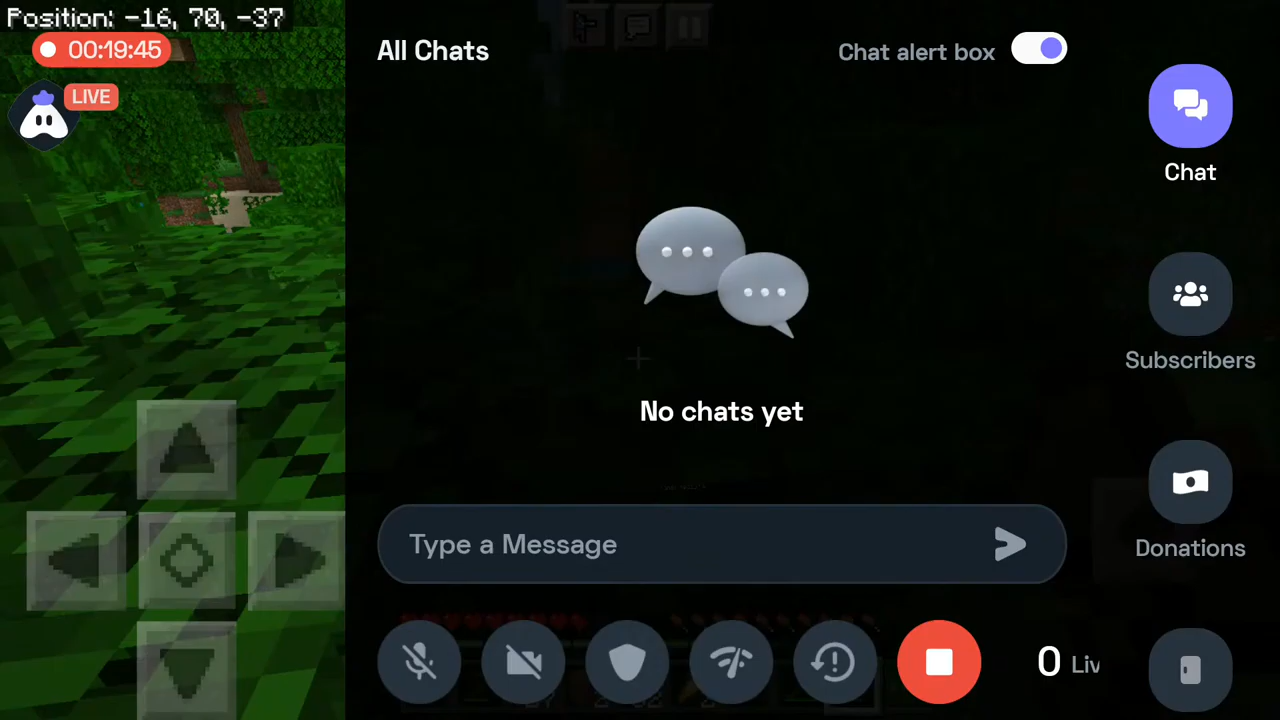 Position: -16, 70, -37
00:19:45
LIVE
All Chats
Chat alert box
Chat
Subscribers
No chats yet
Type a Message
Donations
0 Liv